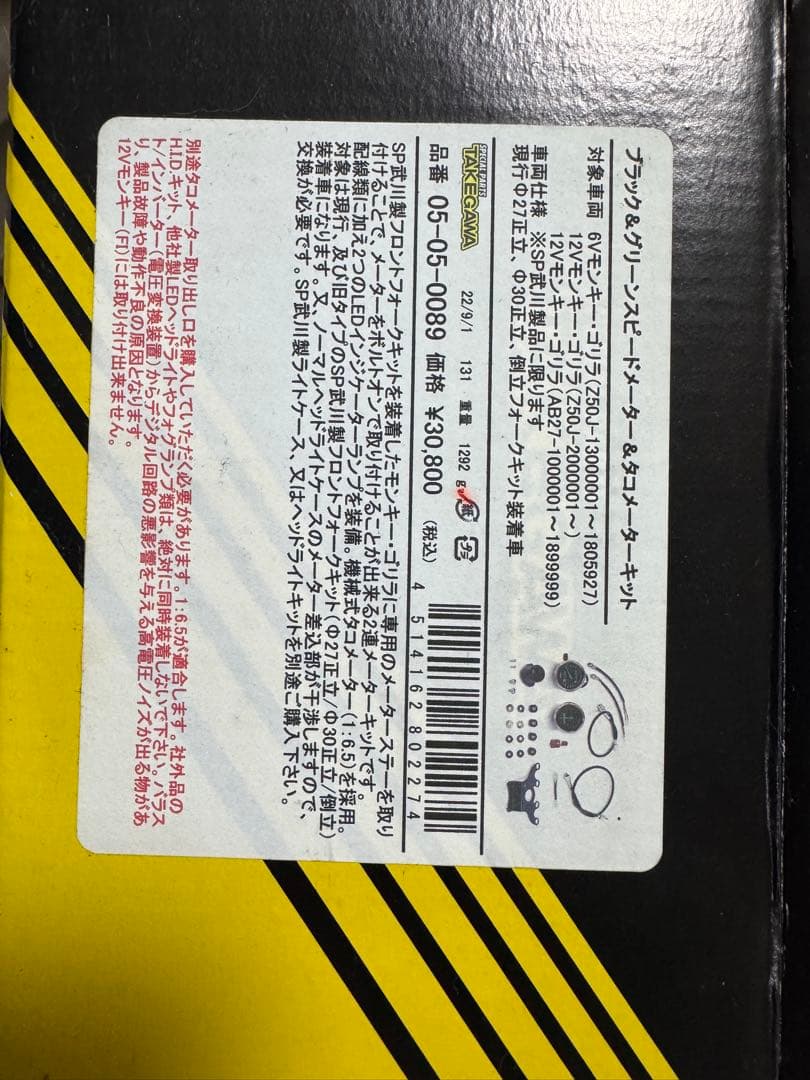 ブラック&グリーンスピードメーター&タコメーターキット
対象車両 6Vモンキー・ゴリラ(Z50J-1300001~1805927)
12Vモンキー・ゴリラ(Z50J-2000001~)
12Vモンキー・ゴリラ(AB27-1000001~1899999)
車両仕様 ※SP武川製品に限ります
現行Φ27正立、Φ30正立、倒立フォークキット装着車
SPECIAL PARTS
TAKEGAWA
22/9/1 131 重量 1292 g 紙 プラ
品番 05-05-0089 価格 ¥30,800 (税込)
4 514162 802274
SP武川製フロントフォークキットを装着したモンキー・ゴリラに専用のメーターステーを取り
付けることで、メーターをボルトオンで取り付けることが出来る2連メーターキットです。
配線類に加え2つのLEDインジケーターランプを装備。機械式タコメーター(1:6.5)を採用。
対象は現行、及び旧タイプのSP武川製フロントフォークキット(Φ27正立/Φ30正立/倒立)
装着車になります。又、ノーマルヘッドライトケースのメーター差込部が干渉しますので、
交換が必要です。SP武川製ライトケース、又はヘッドライトキットを別途ご購入下さい。
別途タコメーター取り出し口を購入していただく必要があります。1:6.5が適合します。社外品の
H.I.D.キット、他社製LEDヘッドライトやフォグランプ類は、絶対に同時装着しないで下さい。バラス
ト/インバーター(電圧変換装置)からデジタル回路の悪影響を与える高電圧ノイズが出る物があ
り、製品故障や動作不良の原因となります。
12Vモンキー(FI)には取り付け出来ません。